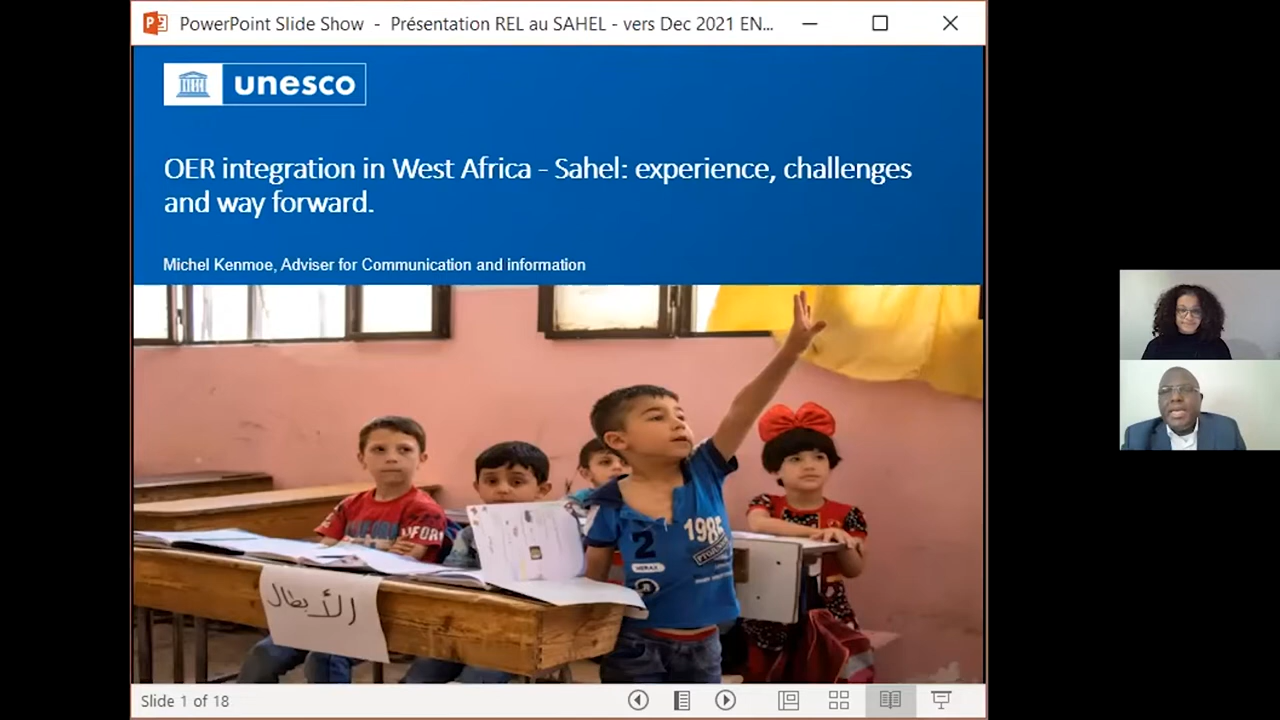 PowerPoint Slide Show - Présentation REL au SAHEL - vers Dec 2021 EN...
unesco
OER integration in West Africa - Sahel: experience, challenges
and way forward.
Michel Kenmoe, Adviser for Communication and information
1985
2
الأبطال
Slide 1 of 18